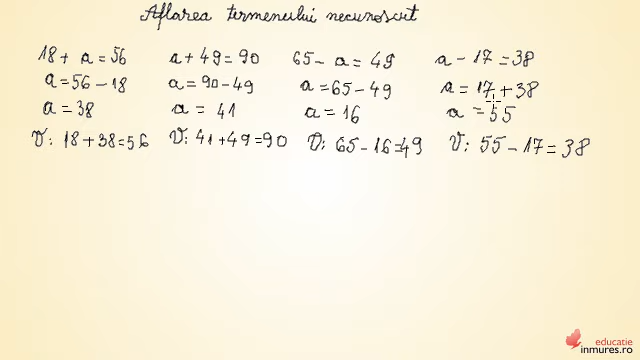 Aflarea termenului necunoscut
18 + a = 56
a = 56 - 18
a = 38
V: 18 + 38 = 56
a + 49 = 90
a = 90 - 49
a = 41
V: 41 + 49 = 90
65 - a = 49
a = 65 - 49
a = 16
V: 65 - 16 = 49
a - 17 = 38
a = 17 + 38
a = 55
V: 55 - 17 = 38
educatie
inmures.ro